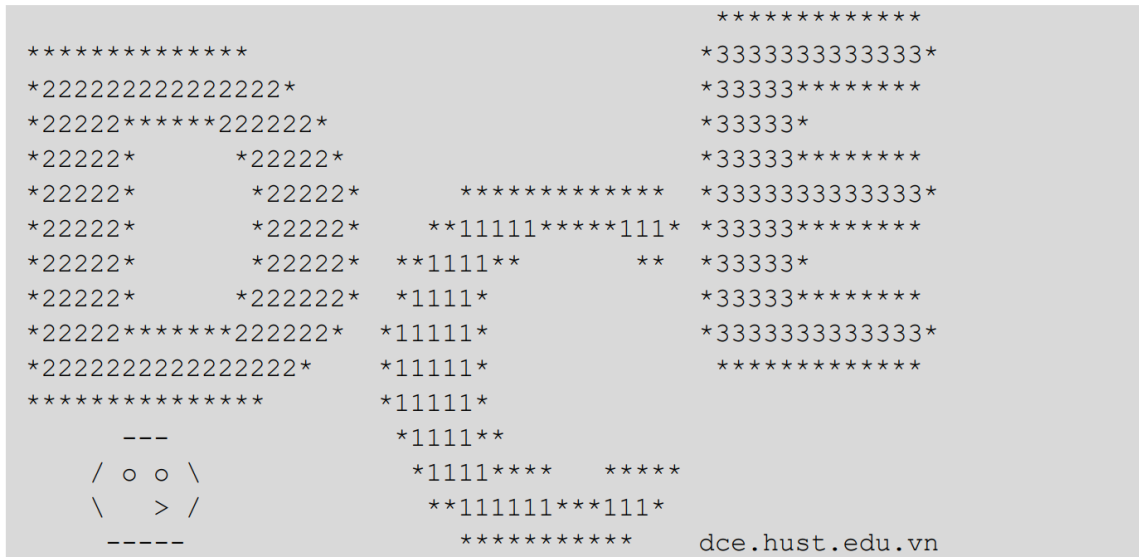 *************
**************                            *3333333333333*
*222222222222222*                         *33333********
*22222******222222*                       *33333*
*22222*      *22222*                      *33333********
*22222*       *22222*      *************  *3333333333333*
*22222*       *22222*    **11111*****111* *33333********
*22222*       *22222*  **1111**       **  *33333*
*22222*      *222222*  *1111*             *33333********
*22222*******222222*  *11111*             *3333333333333*
*2222222222222222*    *11111*              *************
***************       *11111*
      ---              *1111**
    / o o \             *1111****   *****
    \   > /              **111111***111*
     -----                 ***********    dce.hust.edu.vn